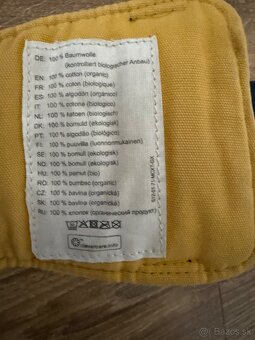 DE: 100 % Baumwolle
(kontrolliert biologischer Anbau)
EN: 100 % cotton (organic)
FR: 100 % coton (biologique)
ES: 100 % algodón (orgánico)
IT: 100 % cotone (biologico)
NL: 100 % katoen (biologisch)
DK: 100 % bomuld (økologisk)
PT: 100 % algodão (biológico)
FI: 100 % puuvilla (luonnonmukainen)
SE: 100 % bomull (ekologisk)
NO: 100 % bomull (økologisk)
HU: 100 % pamut (bio)
RO: 100 % bumbac (organic)
CZ: 100 % bavlna (organická)
SK: 100 % bavlna (organická)
RU: 100 % хлопок (органический продукт)
clevercare.info
bazos.sk